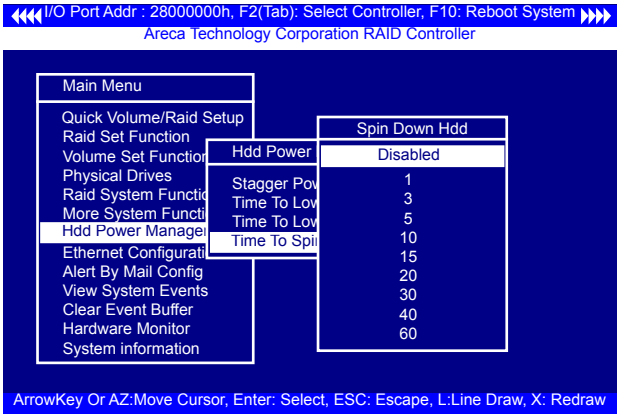 I/O Port Addr : 28000000h, F2(Tab): Select Controller, F10: Reboot System
Areca Technology Corporation RAID Controller
Main Menu
Quick Volume/Raid Setup
Raid Set Function
Volume Set Function
Physical Drives
Raid System Functio
More System Functi
Hdd Power Manage
Ethernet Configurati
Alert By Mail Config
View System Events
Clear Event Buffer
Hardware Monitor
System information
Hdd Power
Stagger Pow
Time To Low
Time To Low
Time To Spi
Spin Down Hdd
Disabled
1
3
5
10
15
20
30
40
60
ArrowKey Or AZ:Move Cursor, Enter: Select, ESC: Escape, L:Line Draw, X: Redraw